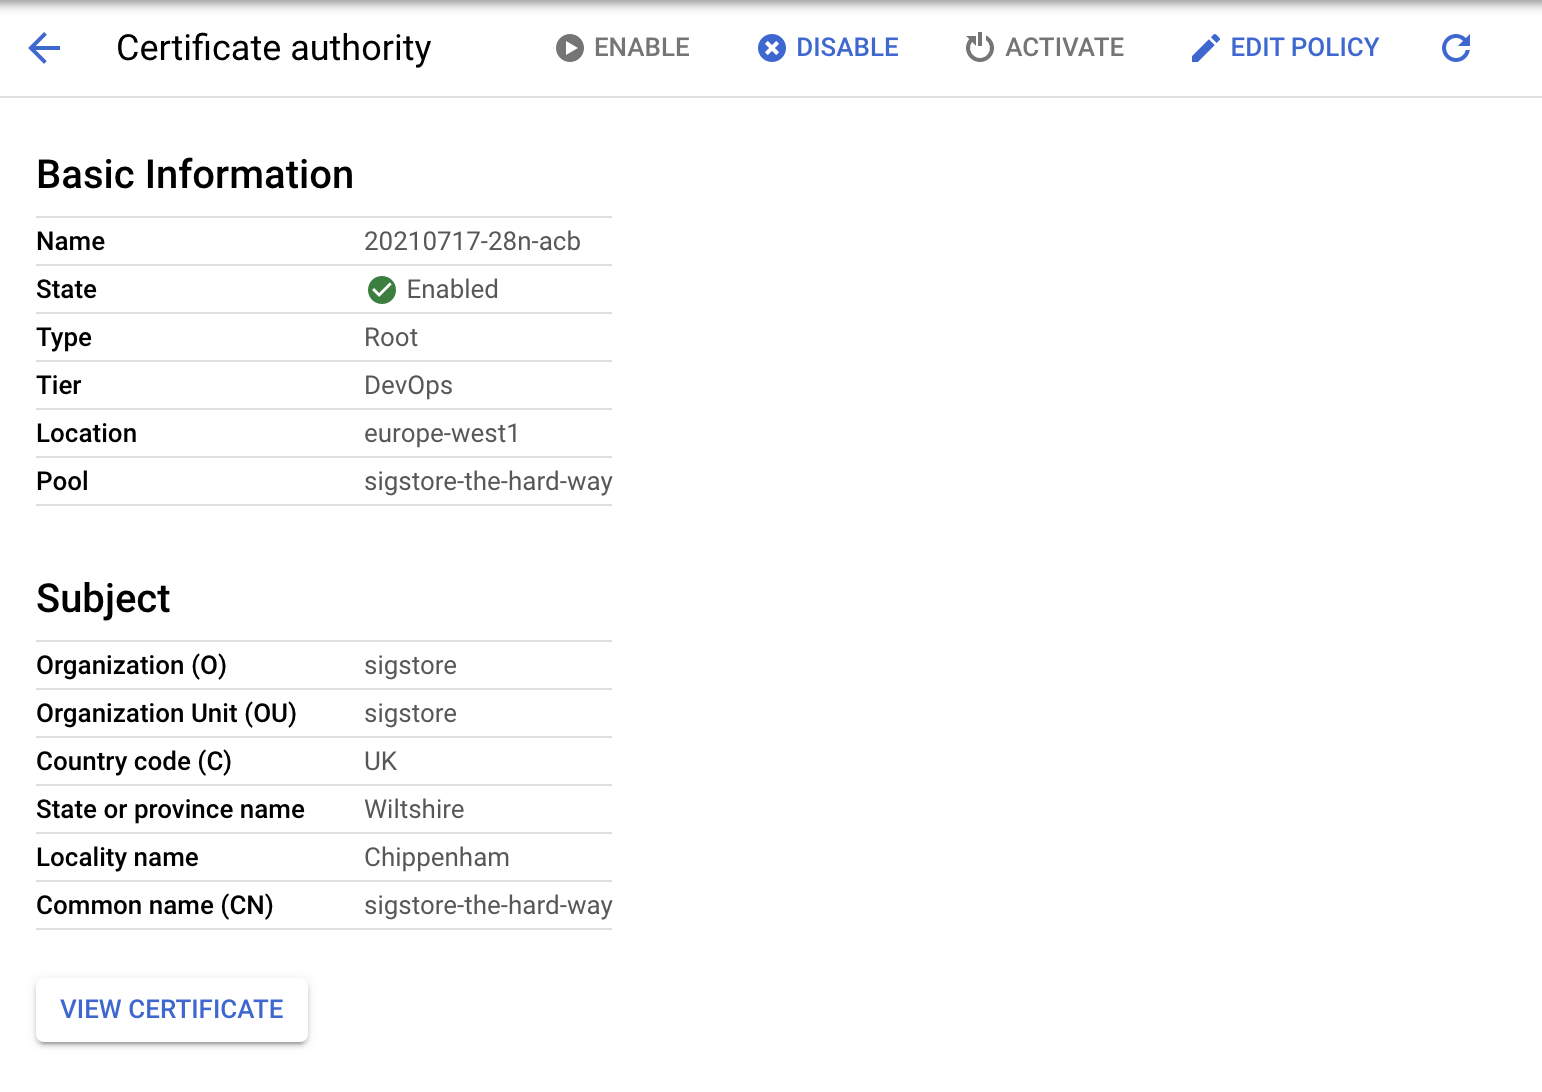 Certificate authority ENABLE DISABLE ACTIVATE EDIT POLICY
Basic Information
Name 20210717-28n-acb
State Enabled
Type Root
Tier DevOps
Location europe-west1
Pool sigstore-the-hard-way
Subject
Organization (O) sigstore
Organization Unit (OU) sigstore
Country code (C) UK
State or province name Wiltshire
Locality name Chippenham
Common name (CN) sigstore-the-hard-way
VIEW CERTIFICATE